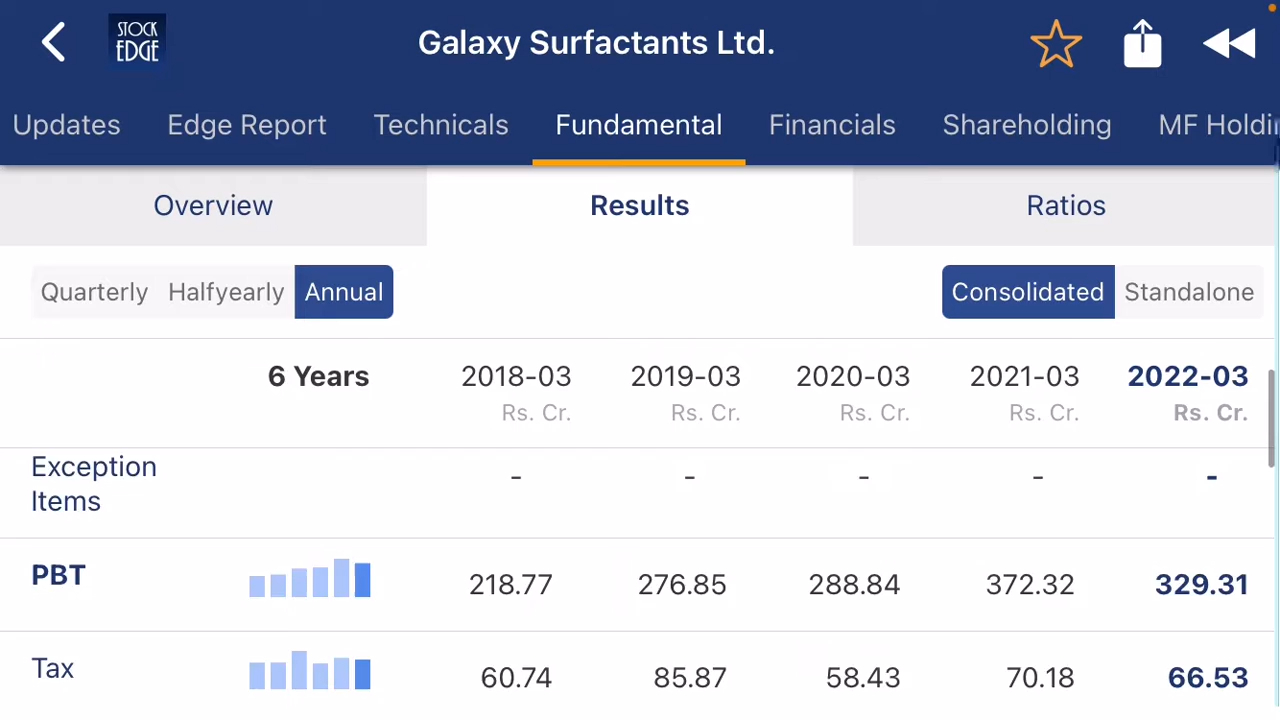 STOCK
EDGE
Galaxy Surfactants Ltd.
Updates Edge Report Technicals Fundamental Financials Shareholding MF Holdi
Overview Results Ratios
Quarterly Halfyearly Annual Consolidated Standalone
6 Years 2018-03 2019-03 2020-03 2021-03 2022-03
Rs. Cr. Rs. Cr. Rs. Cr. Rs. Cr. Rs. Cr.
Exception
Items - - - - -
PBT 218.77 276.85 288.84 372.32 329.31
Tax 60.74 85.87 58.43 70.18 66.53